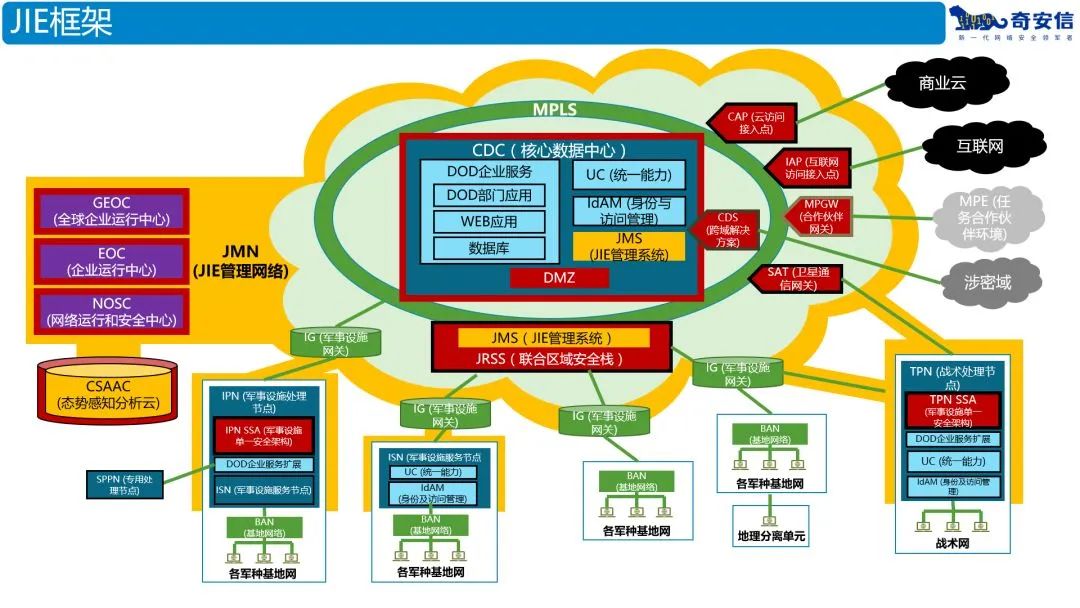 JIE框架
奇安信
新一代网络安全领军者
商业云
MPLS
CAP (云访问
接入点)
互联网
CDC（核心数据中心）
DOD企业服务
DOD部门应用
WEB应用
数据库
UC (统一能力)
IdAM (身份与
访问管理)
JMS
(JIE管理系统)
DMZ
IAP (互联网
访问接入点)
CDS
(跨域解决
方案)
MPGW
(合作伙伴
网关)
MPE (任
务合作伙
伴环境)
SAT (卫星通
信网关)
涉密域
GEOC
(全球企业运行中心)
EOC
(企业运行中心)
NOSC
(网络运行和安全中心)
JMN
(JIE管理网络)
CSAAC
(态势感知分析云)
JMS（JIE管理系统）
JRSS（联合区域安全栈）
IG (军事设施
网关)
IG (军事设施
网关)
IG (军事设施
网关)
IG (军事设施
网关)
IPN (军事设施处理
节点)
IPN SSA (军事设施
单一安全架构)
DOD企业服务扩展
ISN (军事设施服务节点)
BAN
(基地网络)
各军种基地网
SPPN (专用处
理节点)
ISN (军事设施服务节点
UC (统一能力)
IdAM
(身份及访问管理)
BAN
(基地网络)
各军种基地网
BAN
(基地网络)
各军种基地网
BAN
(基地网络)
各军种基地网
地理分离单元
TPN (战术处理节
点)
TPN SSA
(军事设施单一
安全架构)
DOD企业服务扩展
UC (统一能力)
IdAM (身份及访问管
理)
战术网